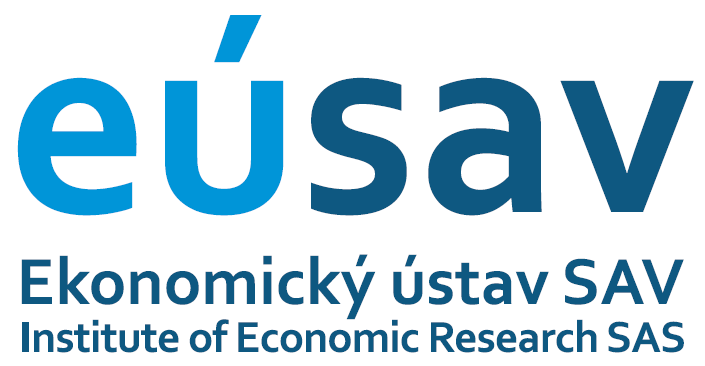 eúsav
Ekonomický ústav SAV
Institute of Economic Research SAS